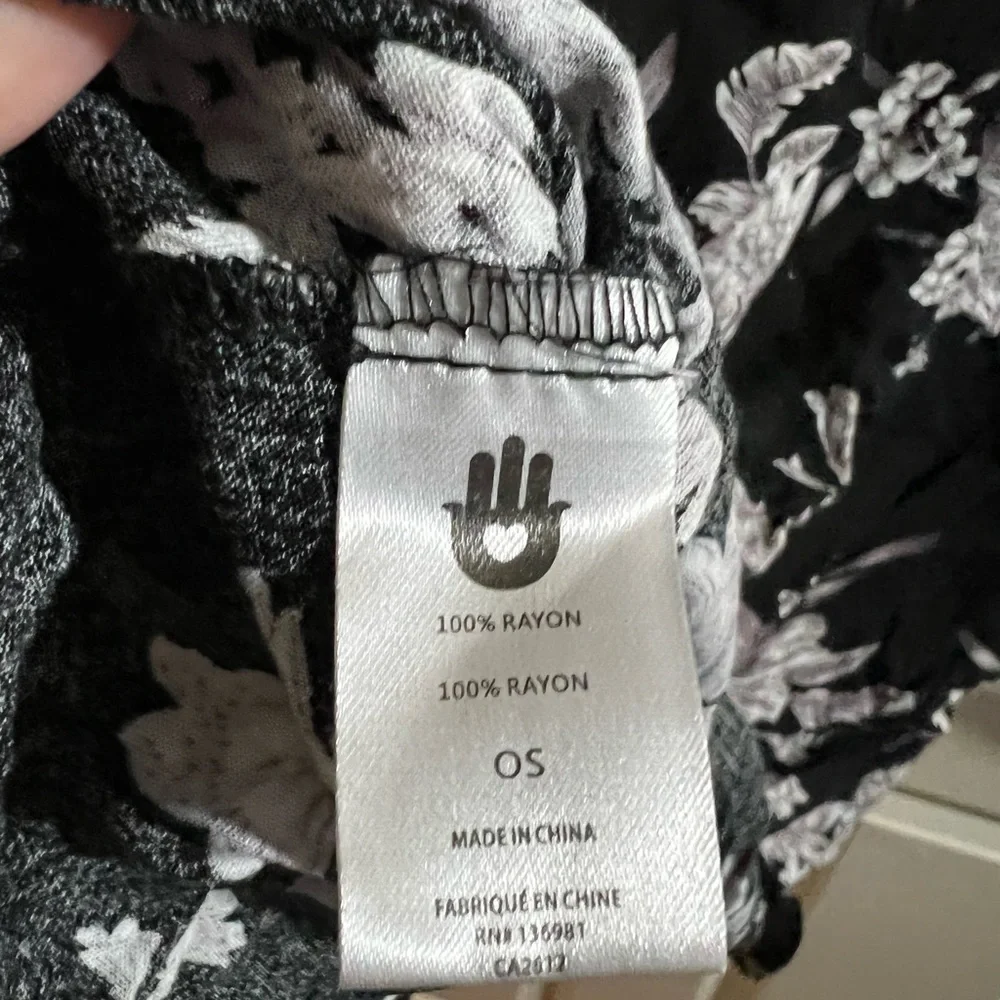 100% RAYON
100% RAYON
OS
MADE IN CHINA
FABRIQUÉ EN CHINE
RN# 136981
CA2612